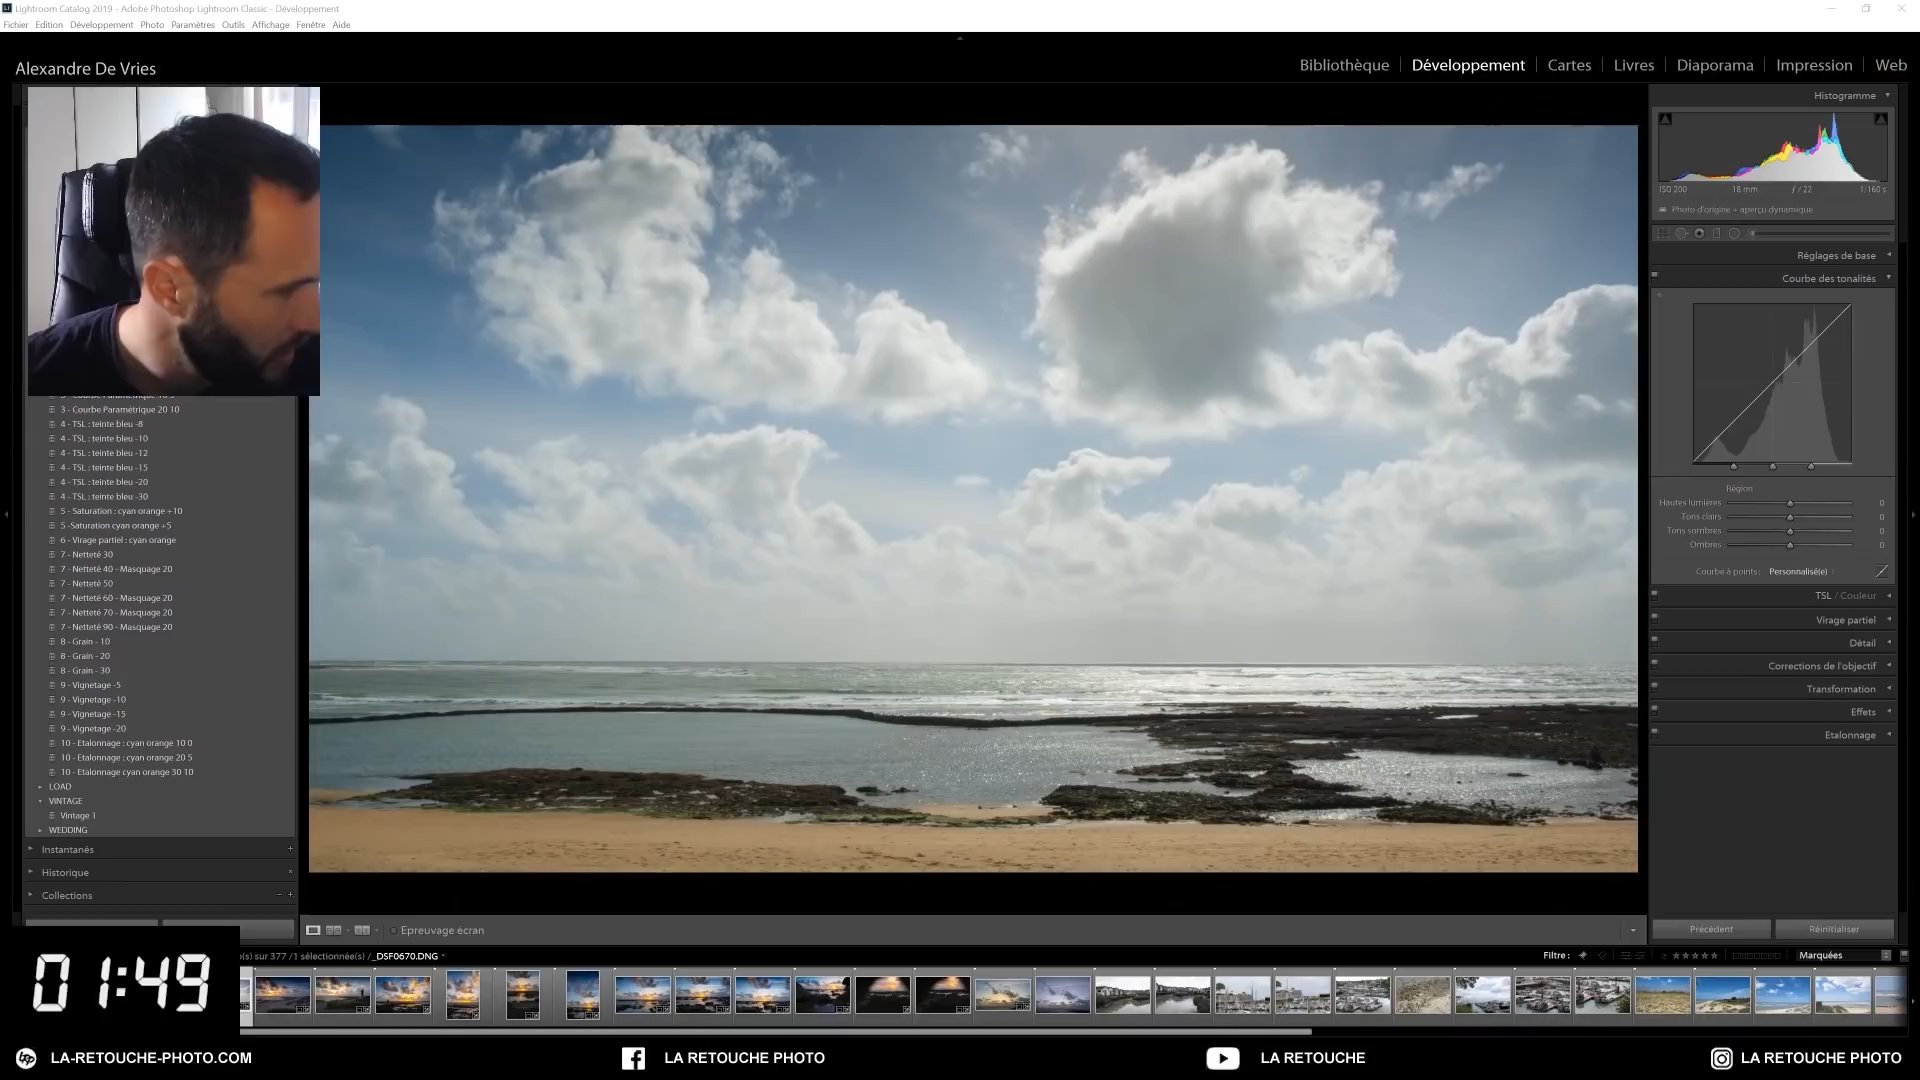 Lightroom Catalog 2019 - Adobe Photoshop Lightroom Classic - Développement
Fichier Edition Développement Photo Paramètres Outils Affichage Fenêtre Aide
Alexandre De Vries
Bibliothèque Développement Cartes Livres Diaporama Impression Web
Histogramme
ISO 200 18 mm ƒ / 22 1/160 s
Photo d'origine + aperçu dynamique
Réglages de base
Courbe des tonalités
Région
Hautes lumières 0
Tons clairs 0
Tons sombres 0
Ombres 0
Courbe à points : Personnalisé(e)
TSL / Couleur
Virage partiel
Détail
Corrections de l'objectif
Transformation
Effets
Etalonnage
Précédent Réinitialiser
3 - Courbe Paramétrique 20 10
4 - TSL : teinte bleu -8
4 - TSL : teinte bleu -10
4 - TSL : teinte bleu -12
4 - TSL : teinte bleu -15
4 - TSL : teinte bleu -20
4 - TSL : teinte bleu -30
5 - Saturation : cyan orange +10
5 -Saturation cyan orange +5
6 - Virage partiel : cyan orange
7 - Netteté 30
7 - Netteté 40 - Masquage 20
7 - Netteté 50
7 - Netteté 60 - Masquage 20
7 - Netteté 70 - Masquage 20
7 - Netteté 90 - Masquage 20
8 - Grain - 10
8 - Grain - 20
8 - Grain - 30
9 - Vignetage -5
9 - Vignetage -10
9 - Vignetage -15
9 - Vignetage -20
10 - Etalonnage : cyan orange 10 0
10 - Etalonnage : cyan orange 20 5
10 - Etalonnage cyan orange 30 10
LOAD
VINTAGE
Vintage 1
WEDDING
Instantanés
Historique
Collections
Epreuvage écran
sur 377 /1 sélectionnée(s) /_DSF0670.DNG
Filtre : Marquées
01:49
LA-RETOUCHE-PHOTO.COM
LA RETOUCHE PHOTO
LA RETOUCHE
LA RETOUCHE PHOTO